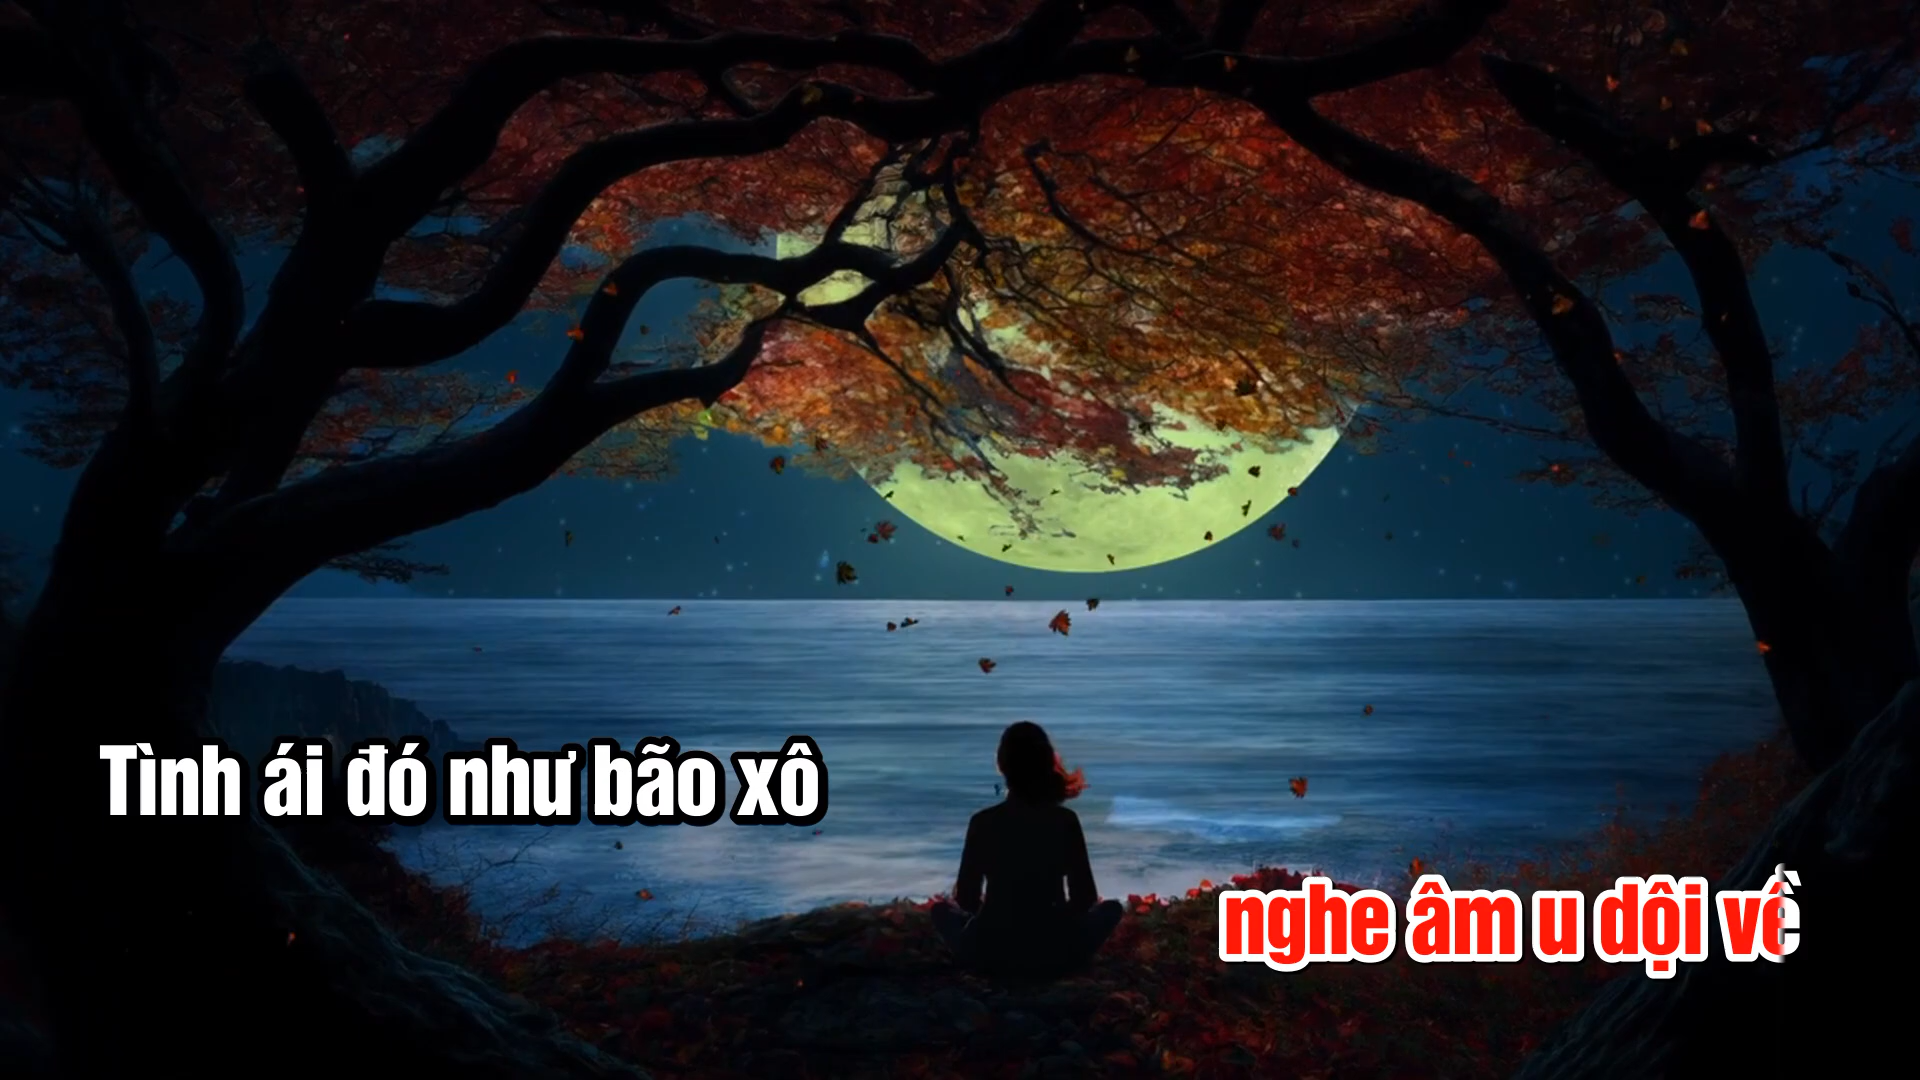 Tình ái đó như bão xô
nghe âm u dội về